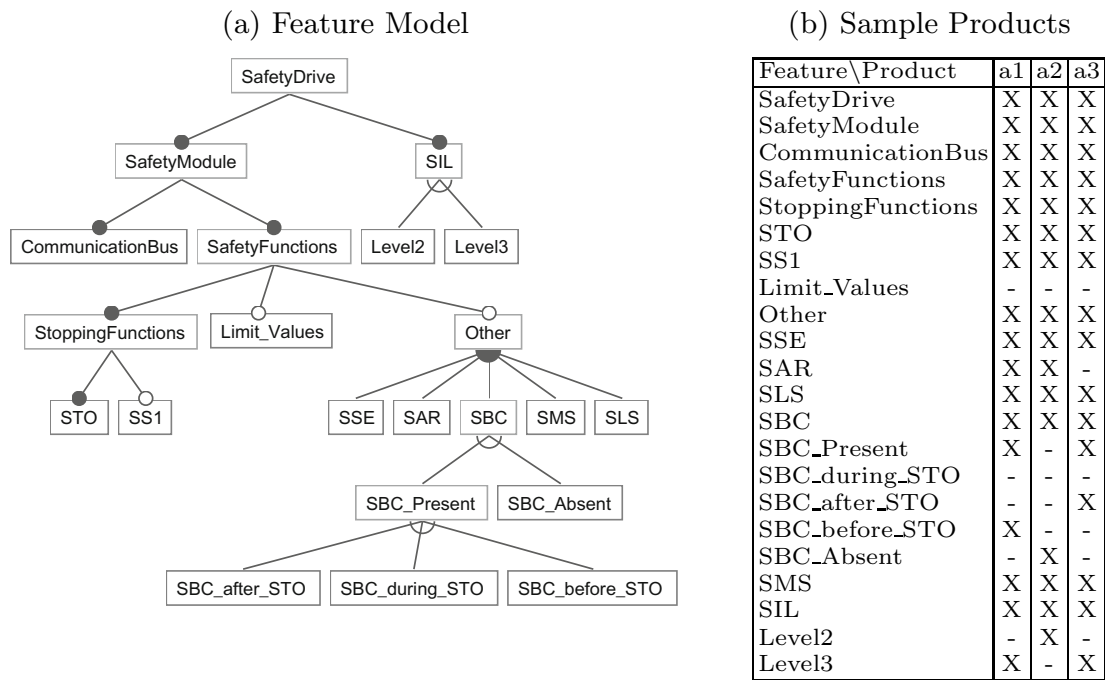 (a) Feature Model
SafetyDrive
SafetyModule
SIL
CommunicationBus
SafetyFunctions
Level2
Level3
StoppingFunctions
Limit_Values
Other
STO
SS1
SSE
SAR
SBC
SMS
SLS
SBC_Present
SBC_Absent
SBC_after_STO
SBC_during_STO
SBC_before_STO
(b) Sample Products
Feature\Product a1 a2 a3
SafetyDrive X X X
SafetyModule X X X
CommunicationBus X X X
SafetyFunctions X X X
StoppingFunctions X X X
STO X X X
SS1 X X X
Limit_Values - - -
Other X X X
SSE X X X
SAR X X -
SLS X X X
SBC X X X
SBC_Present X - X
SBC_during_STO - - -
SBC_after_STO - - X
SBC_before_STO X - -
SBC_Absent - X -
SMS X X X
SIL X X X
Level2 - X -
Level3 X - X